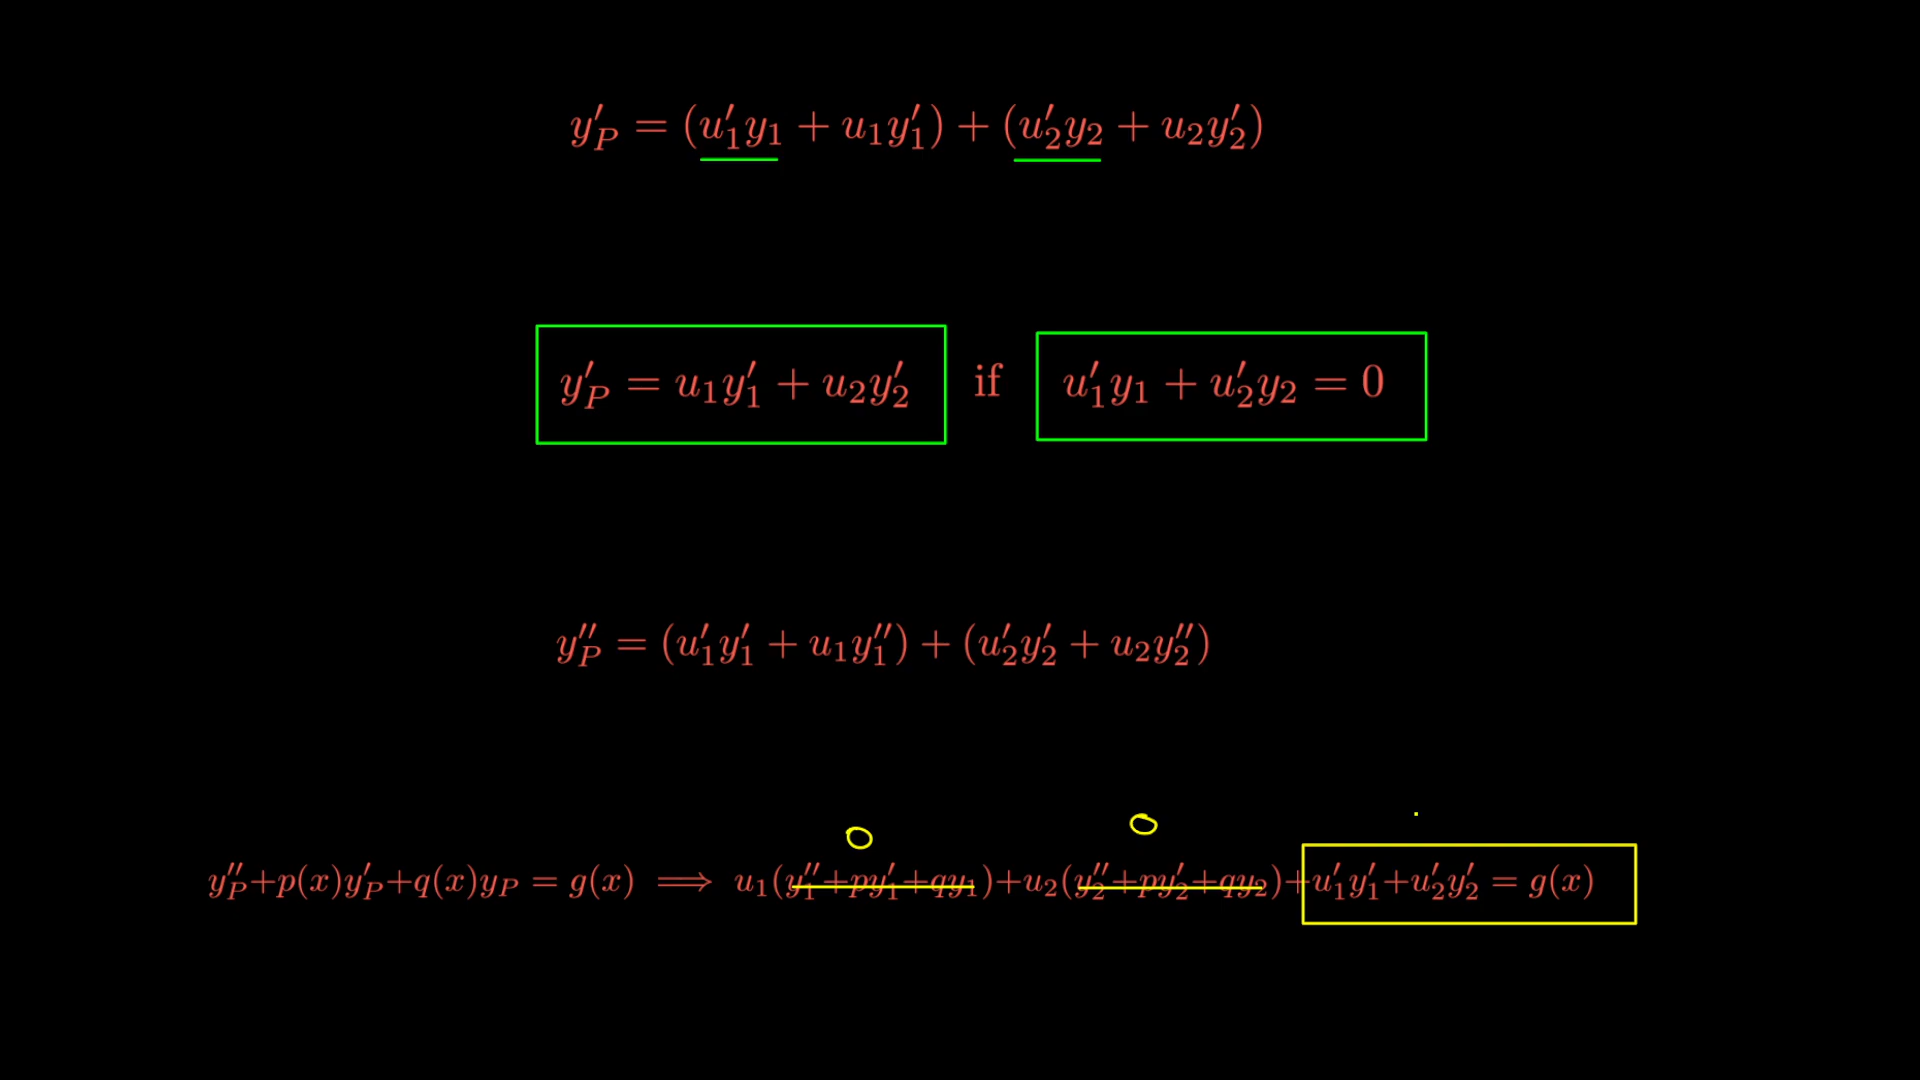 y′_P = (u′_1y_1 + u_1y′_1) + (u′_2y_2 + u_2y′_2)
y′_P = u_1y′_1 + u_2y′_2 if u′_1y_1 + u′_2y_2 = 0
y″_P = (u′_1y′_1 + u_1y″_1) + (u′_2y′_2 + u_2y″_2)
0 0
y″_P+p(x)y′_P+q(x)y_P = g(x) ⟹ u_1(y″_1+py′_1+qy_1)+u_2(y″_2+py′_2+qy_2)+u′_1y′_1+u′_2y′_2 = g(x)